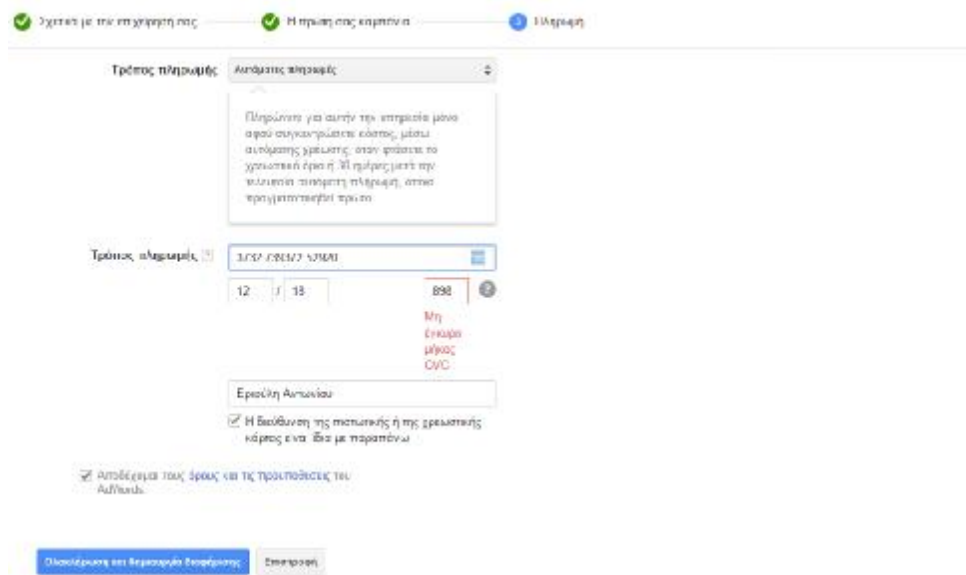 Σχετικά με την επιχείρησή σας
Η πρώτη σας καμπάνια
3 Πληρωμή
Τρόπος πληρωμής
Αυτόματες πληρωμές
Πληρώνετε για αυτήν την υπηρεσία μόνο
αφού συγκεντρώσετε κόστος, μέσω
αυτόματης χρέωσης, όταν φτάσετε το
χρεωστικό όριο ή 30 ημέρες μετά την
τελευταία αυτόματη πληρωμή, όποιο
πραγματοποιηθεί πρώτο
Τρόπος πληρωμής ?
12 / 18
898
Μη
έγκυρο
μήκος
CVC
Αντωνίου
Η διεύθυνση της πιστωτικής ή της χρεωστικής
κάρτας είναι ίδια με παραπάνω
Αποδέχομαι τους όρους και τις προϋποθέσεις του
AdWords.
Ολοκλήρωση και δημιουργία διαφήμισης
Επιστροφή